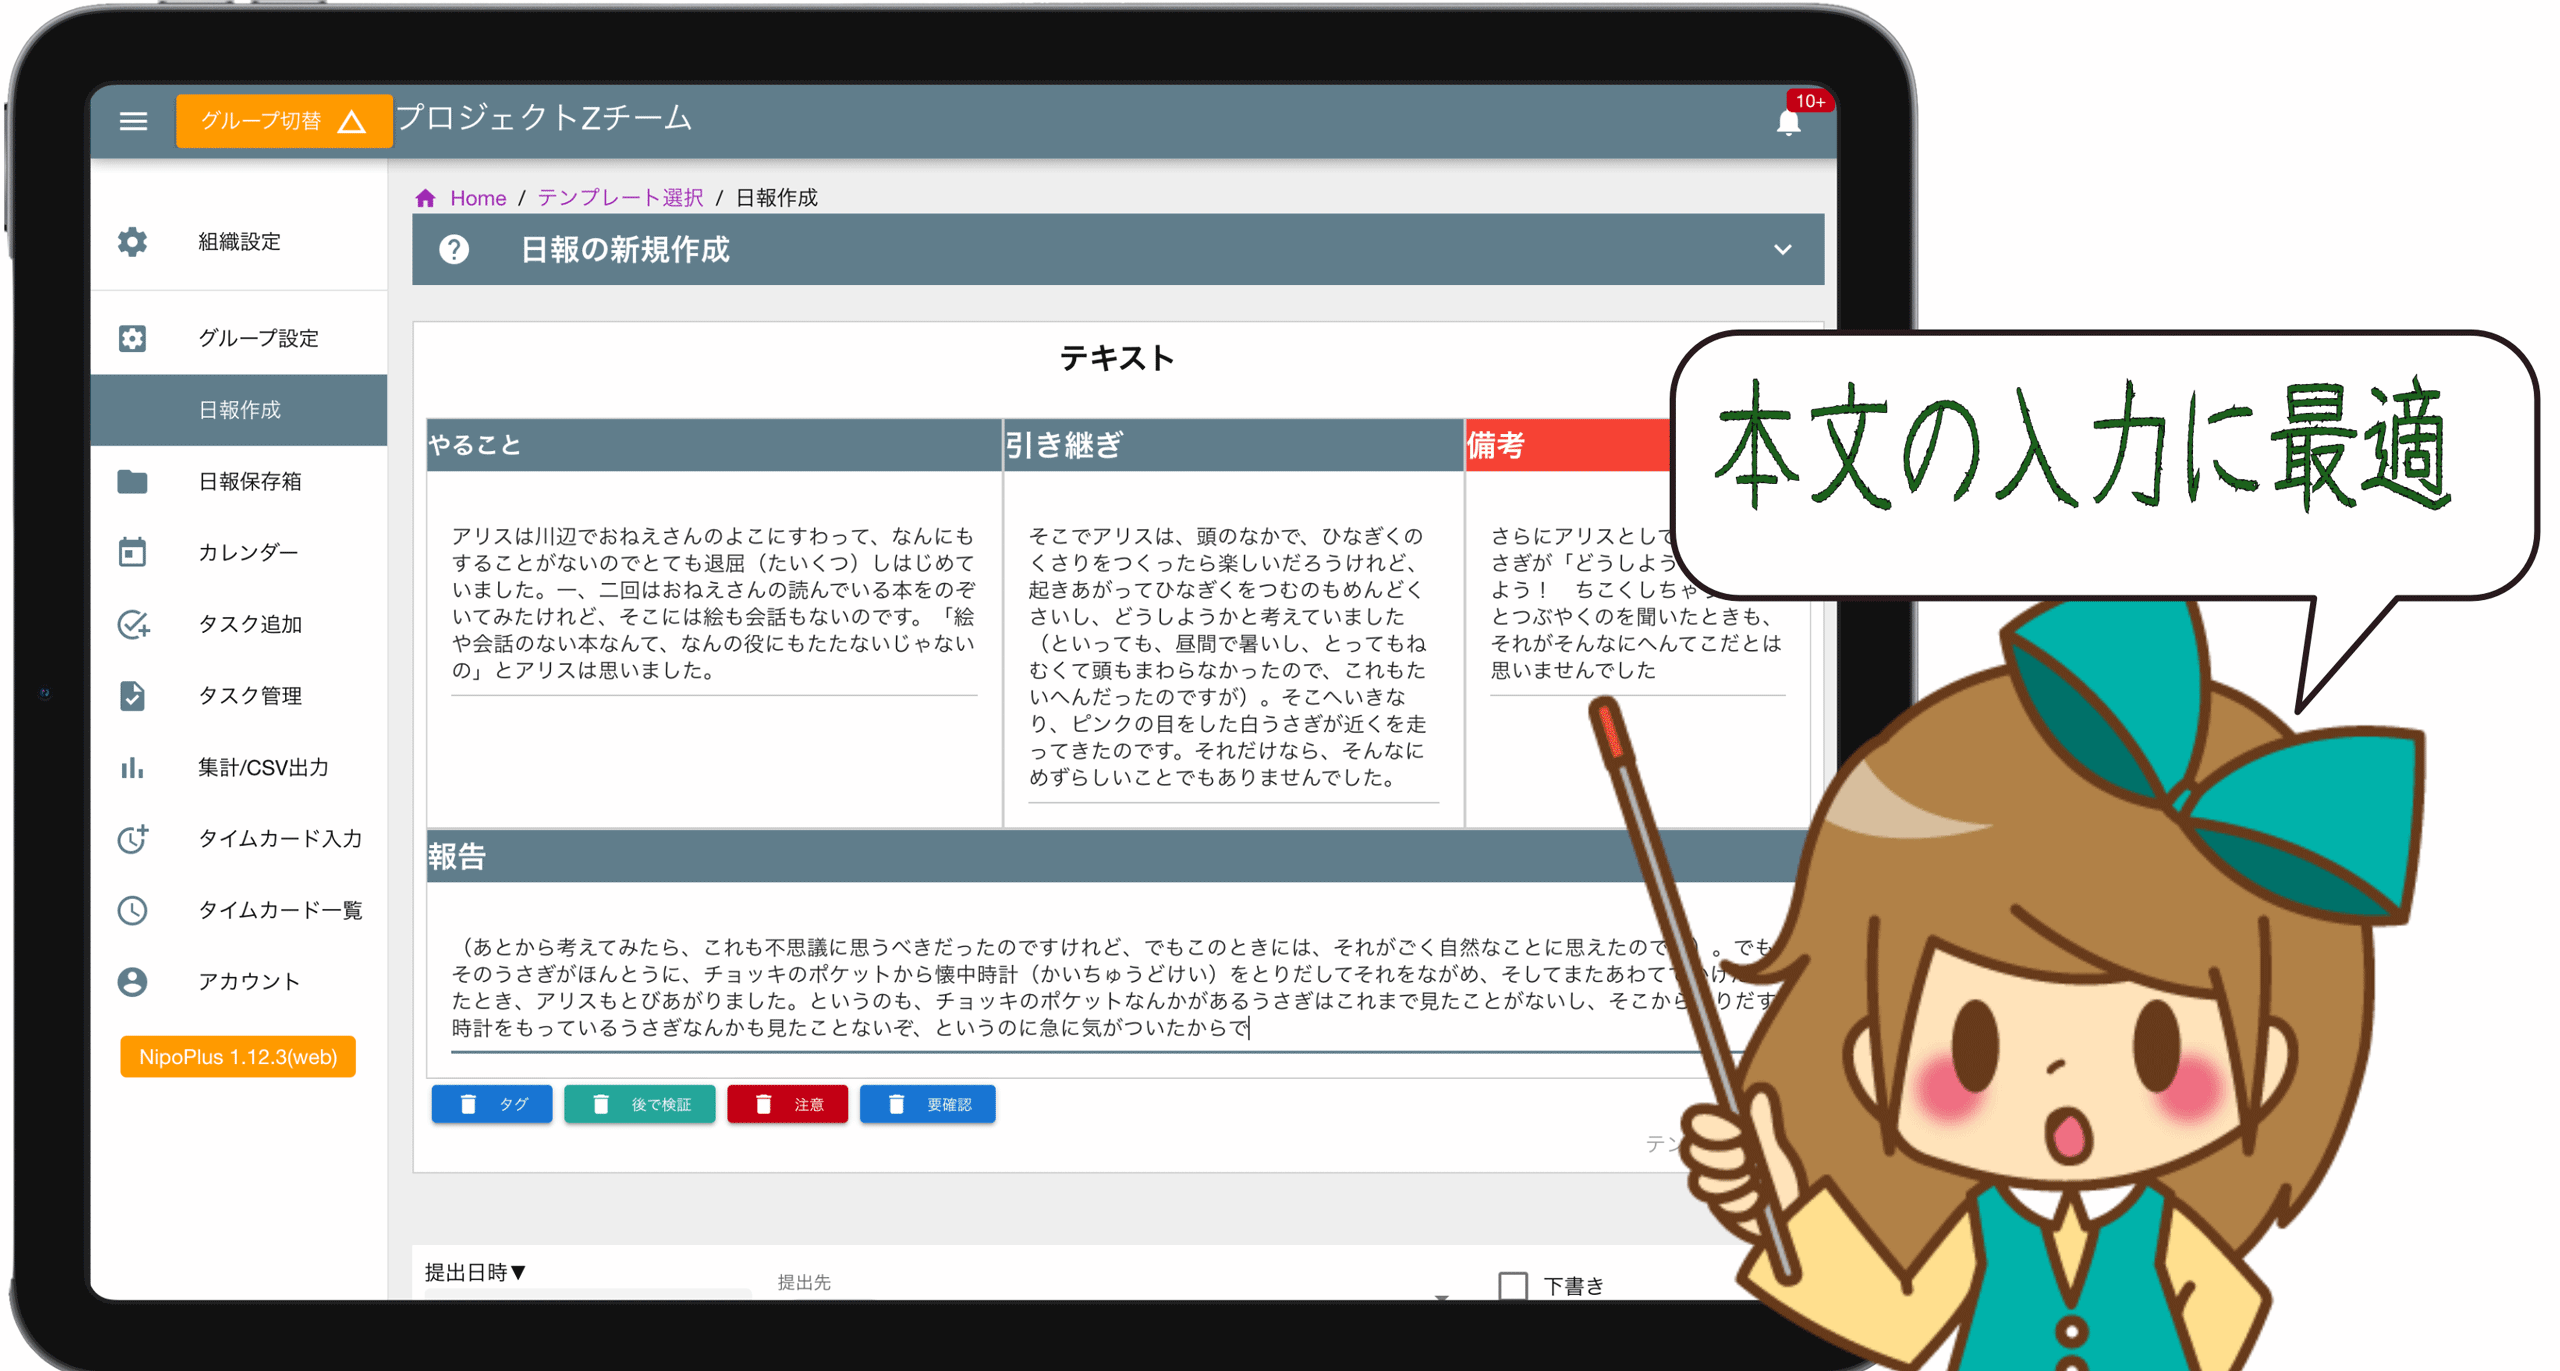 グループ切替
プロジェクトZチーム
10+
Home / テンプレート選択 / 日報作成
日報の新規作成
組織設定
グループ設定
日報作成
日報保存箱
カレンダー
タスク追加
タスク管理
集計/CSV出力
タイムカード入力
タイムカード一覧
アカウント
NipoPlus 1.12.3(web)
テキスト
やること
アリスは川辺でおねえさんのよこにすわって、なんにも
することがないのでとても退屈（たいくつ）しはじめて
いました。一、二回はおねえさんの読んでいる本をのぞ
いてみたけれど、そこには絵も会話もないのです。「絵
や会話のない本なんて、なんの役にもたたないじゃない
の」とアリスは思いました。
引き継ぎ
そこでアリスは、頭のなかで、ひなぎくの
くさりをつくったら楽しいだろうけれど、
起きあがってひなぎくをつむのもめんどく
さいし、どうしようかと考えていました
（といっても、昼間で暑いし、とってもね
むくて頭もまわらなかったので、これもた
いへんだったのですが）。そこへいきな
り、ピンクの目をした白うさぎが近くを走
ってきたのです。それだけなら、そんなに
めずらしいことでもありませんでした。
備考
さらにアリスとして
さぎが「どうしよう
よう！　ちこくしちゃ
とつぶやくのを聞いたときも、
それがそんなにへんてこだとは
思いませんでした
報告
（あとから考えてみたら、これも不思議に思うべきだったのですけれど、でもこのときには、それがごく自然なことに思えたので）。でも
そのうさぎがほんとうに、チョッキのポケットから懐中時計（かいちゅうどけい）をとりだしてそれをながめ、そしてまたあわてて
たとき、アリスもとびあがりました。というのも、チョッキのポケットなんかがあるうさぎはこれまで見たことがないし、そこから りだす
時計をもっているうさぎなんかも見たことないぞ、というのに急に気がついたからで
タグ
後で検証
注意
要確認
テン
提出日時▼
提出先
下書き
本文の入力に最適